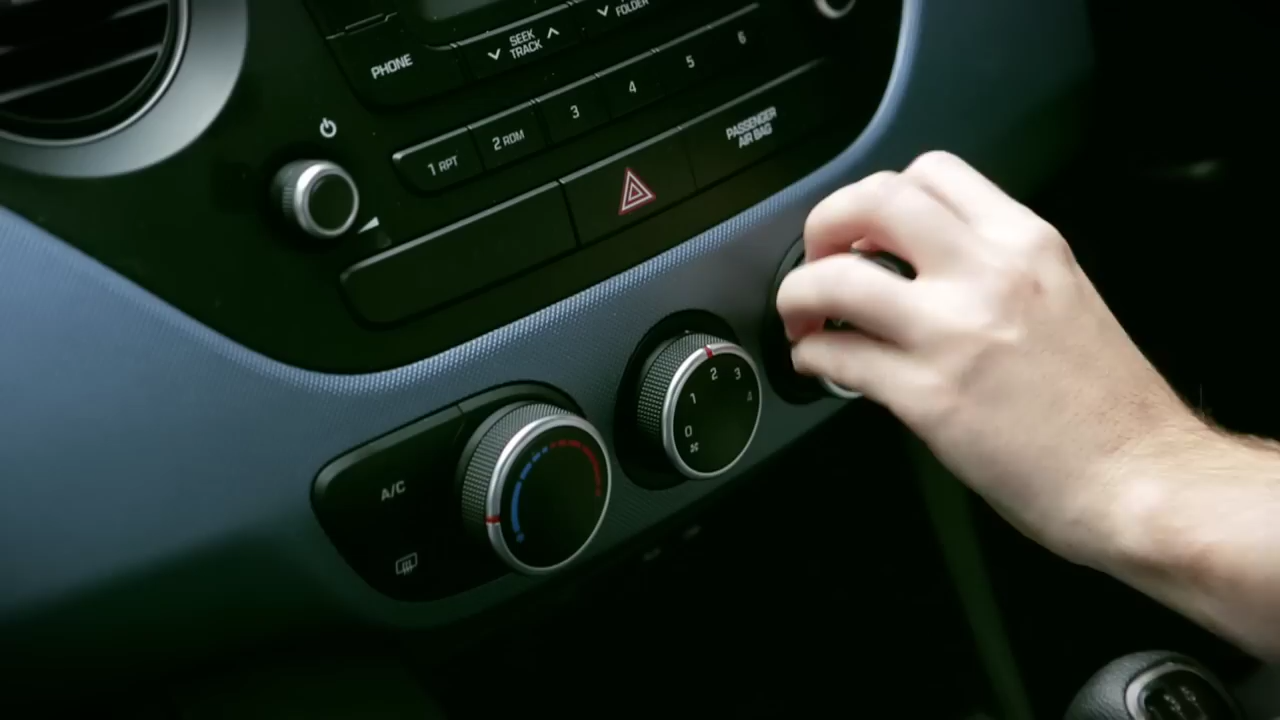 FOLDER
SEEK
TRACK
PHONE
6
5
4
3
2 RDM
1 RPT
PASSENGER
AIR BAG
2
3
1
4
0
A/C